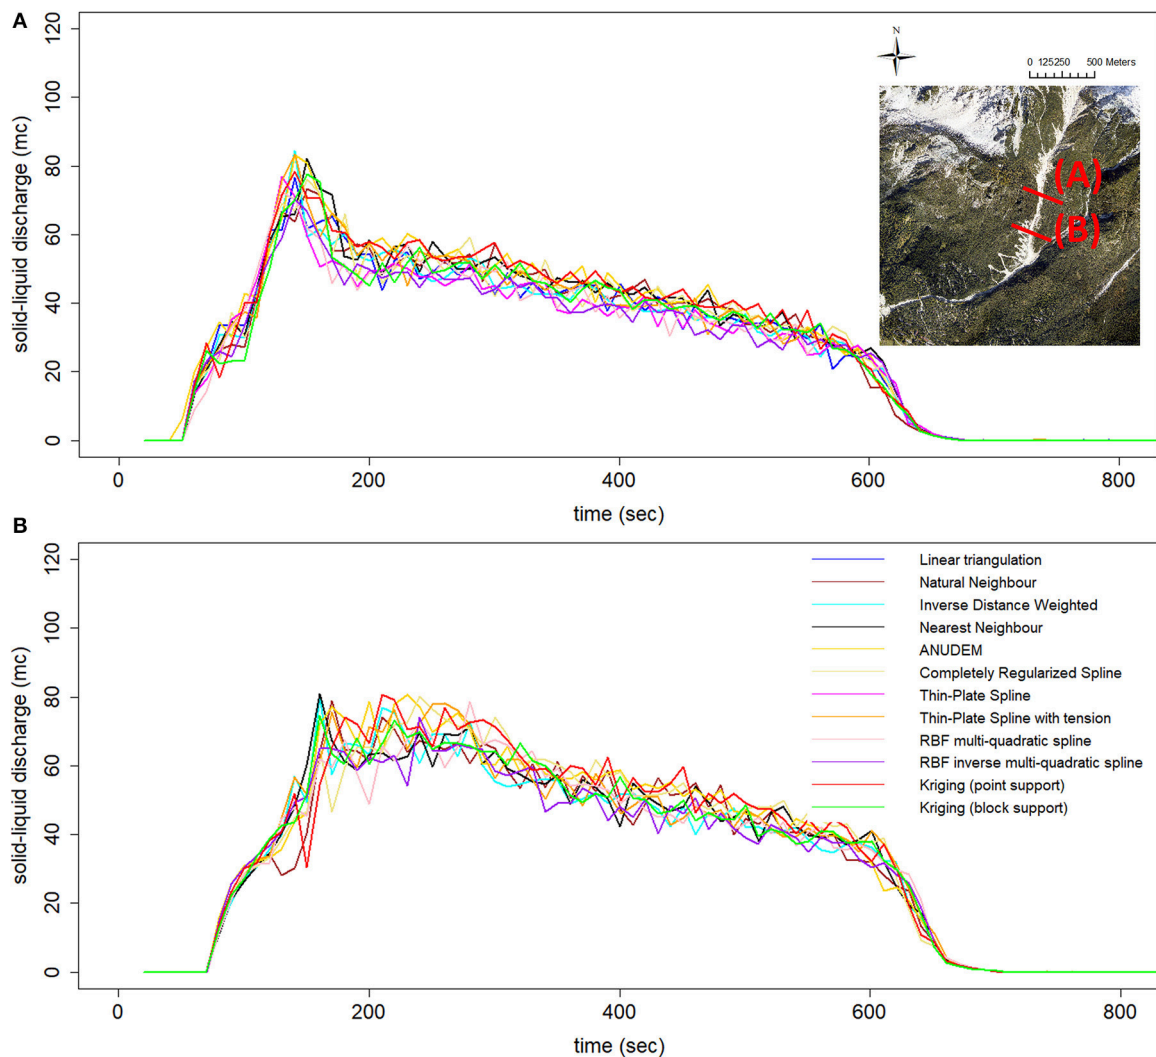 A
solid-liquid discharge (mc)
120
100
80
60
40
20
0
N
0 125250 500 Meters
(A)
(B)
0 200 400 600 800
time (sec)
B
solid-liquid discharge (mc)
120
100
80
60
40
20
0
Linear triangulation
Natural Neighbour
Inverse Distance Weighted
Nearest Neighbour
ANUDEM
Completely Regularized Spline
Thin-Plate Spline
Thin-Plate Spline with tension
RBF multi-quadratic spline
RBF inverse multi-quadratic spline
Kriging (point support)
Kriging (block support)
0 200 400 600 800
time (sec)